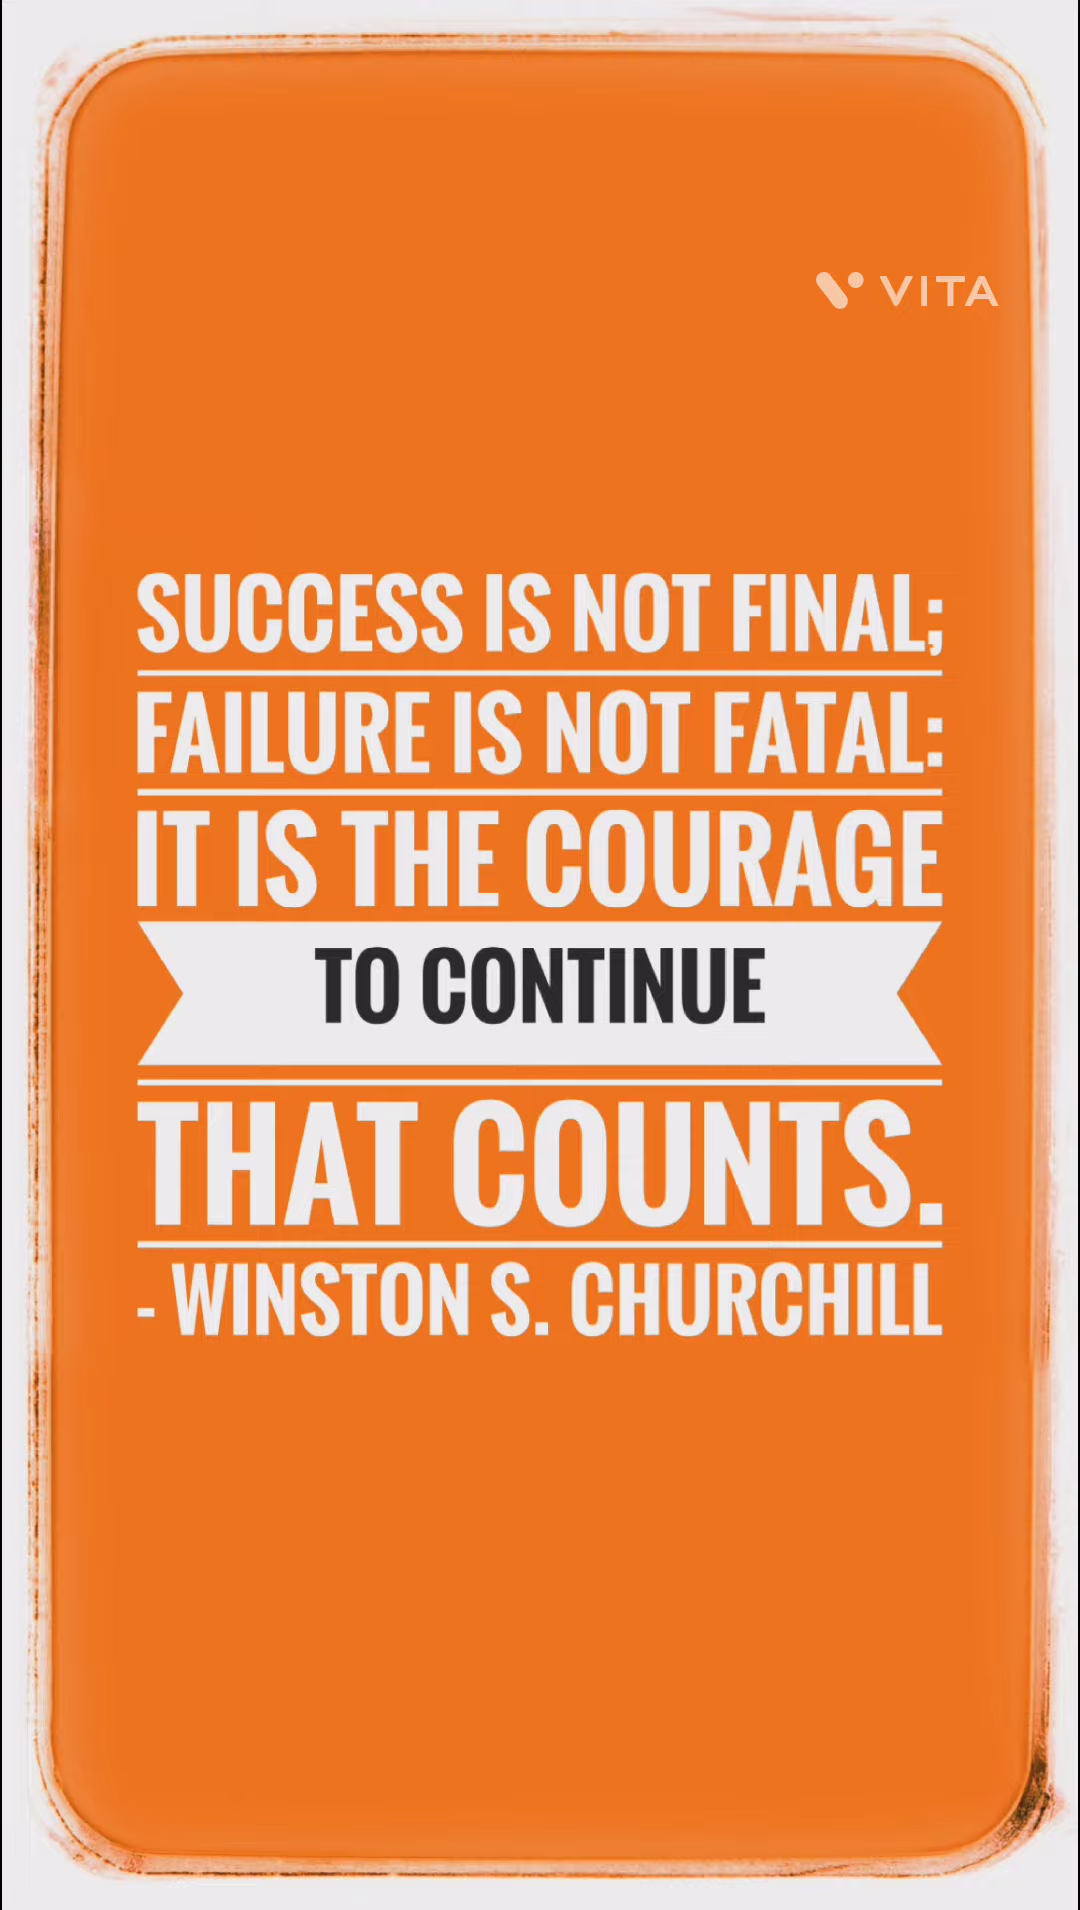 VITA
SUCCESS IS NOT FINAL;
FAILURE IS NOT FATAL:
IT IS THE COURAGE
TO CONTINUE
THAT COUNTS.
- WINSTON S. CHURCHILL